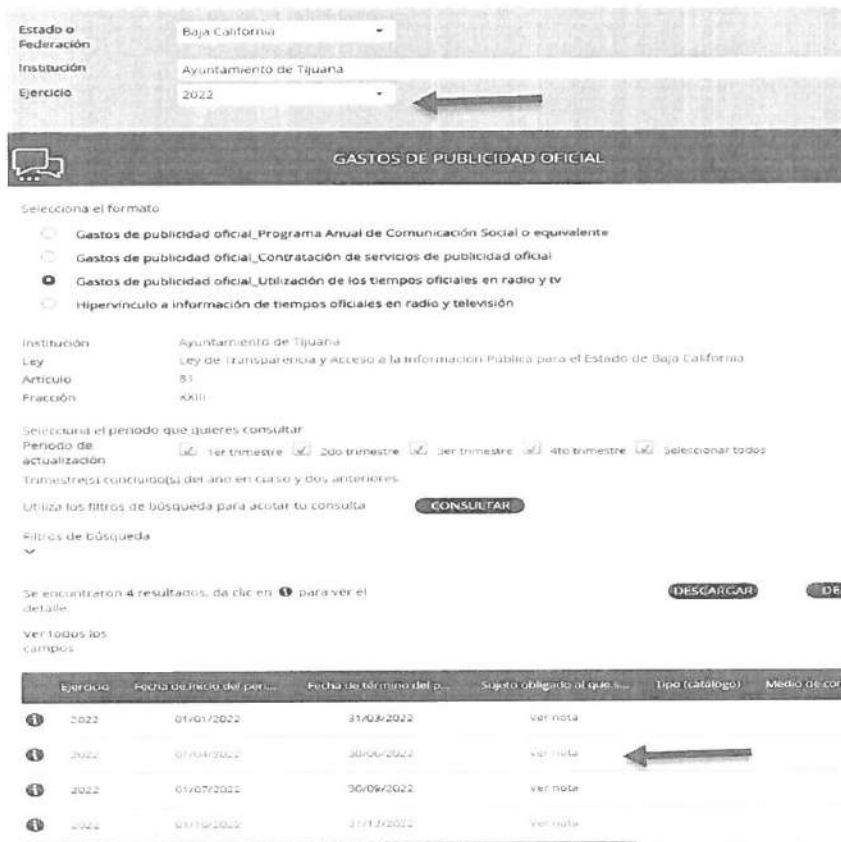 Estado o Federación Baja California
Institución Ayuntamiento de Tijuana
Ejercicio 2022
GASTOS DE PUBLICIDAD OFICIAL
Selecciona el formato
Gastos de publicidad oficial_Programa Anual de Comunicación Social o equivalente
Gastos de publicidad oficial_Contratación de servicios de publicidad oficial
Gastos de publicidad oficial_Utilización de los tiempos oficiales en radio y tv
Hipervínculo a información de tiempos oficiales en radio y televisión
Institución Ayuntamiento de Tijuana
Ley Ley de Transparencia y Acceso a la Información Pública para el Estado de Baja California
Artículo 81
Fracción XXIII
Selecciona el periodo que quieres consultar
Periodo de actualización 1er trimestre 2do trimestre 3er trimestre 4to trimestre Seleccionar todos
Trimestre(s) concluido(s) del año en curso y dos anteriores
Utiliza los filtros de búsqueda para acotar tu consulta CONSULTAR
Filtros de búsqueda
Se encontraron 4 resultados, da clic en para ver el detalle. DESCARGAR DE
Ver todos los campos
Ejercicio Fecha de inicio del peri... Fecha de término del p... Sujeto obligado al que s... Tipo (catálogo) Medio de com
2022 01/01/2022 31/03/2022 ver nota
2022 01/04/2022 30/06/2022 ver nota
2022 01/07/2022 30/09/2022 ver nota
2022 01/10/2022 31/12/2022 ver nota